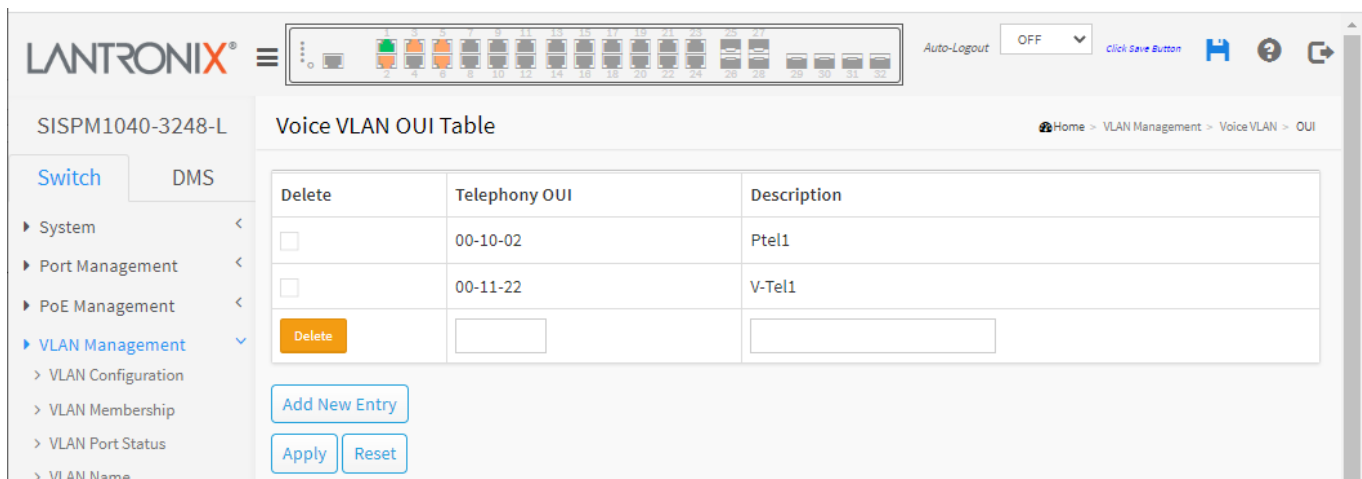 LANTRONIX®
1 3 5 7 9 11 13 15 17 19 21 23 25 27
2 4 6 8 10 12 14 16 18 20 22 24 26 28 29 30 31 32
Auto-Logout OFF Click Save Button
SISPM1040-3248-L
Voice VLAN OUI Table
Home > VLAN Management > Voice VLAN > OUI
Switch DMS
Delete Telephony OUI Description
System
00-10-02 Ptel1
Port Management
00-11-22 V-Tel1
PoE Management
Delete
VLAN Management
> VLAN Configuration
Add New Entry
> VLAN Membership
> VLAN Port Status
Apply Reset
> VLAN Name